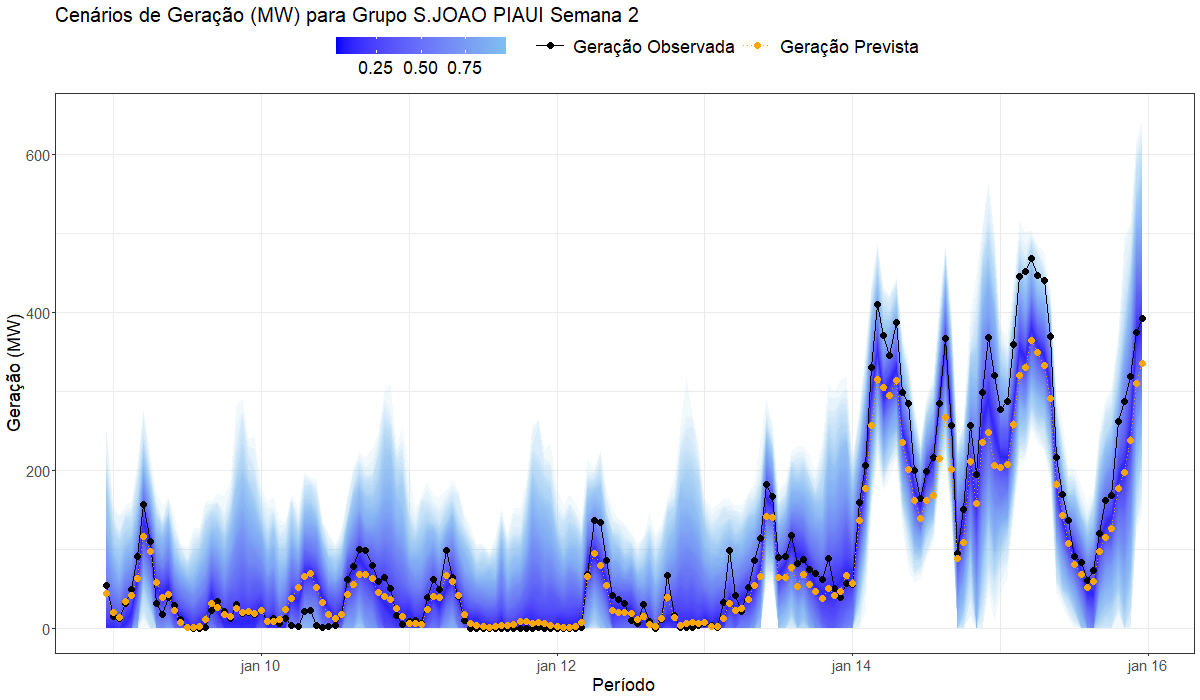 Cenários de Geração (MW) para Grupo S.JOAO PIAUI Semana 2
0.25 0.50 0.75
Geração Observada Geração Prevista
Geração (MW)
600
400
200
0
jan 10 jan 12 jan 14 jan 16
Período